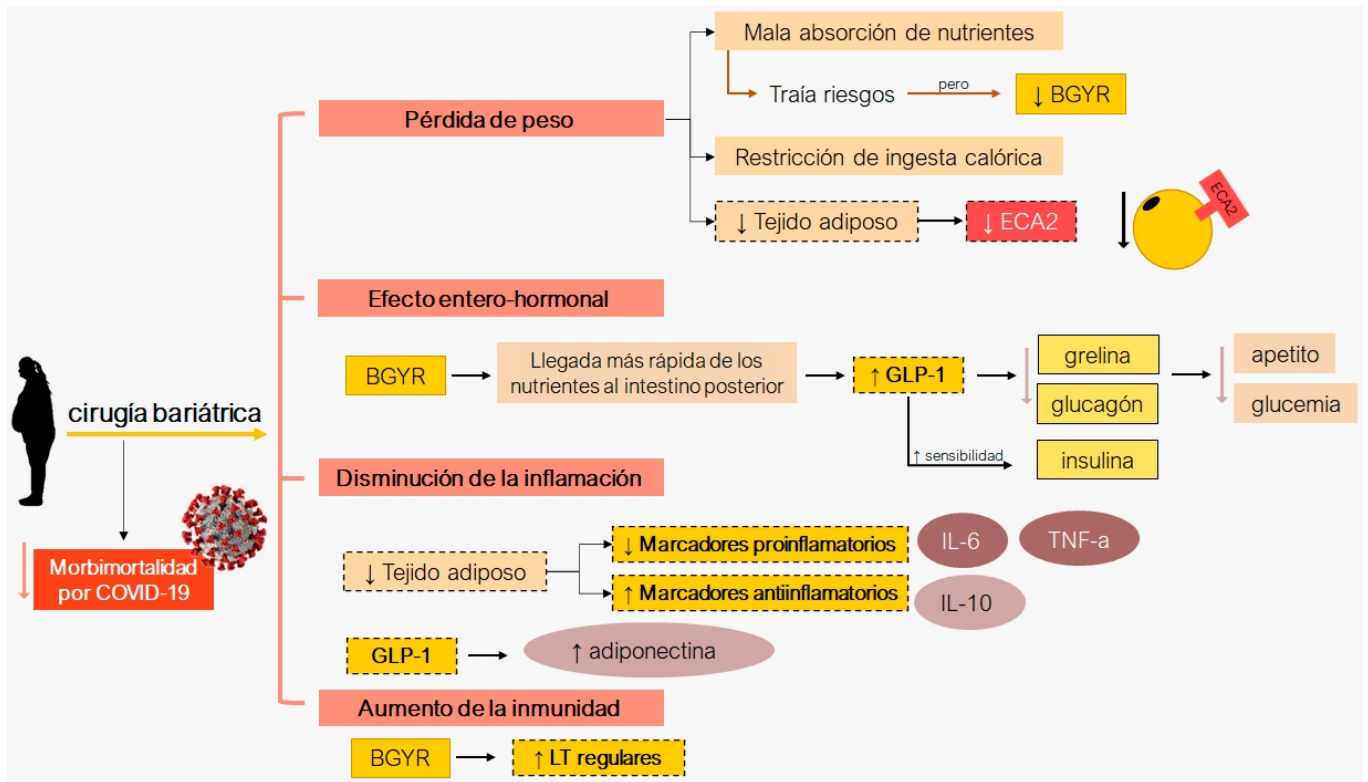 Mala absorción de nutrientes
Traía riesgos
pero
↓ BGYR
Pérdida de peso
Restricción de ingesta calórica
↓ Tejido adiposo
↓ ECA2
ECA2
Efecto entero-hormonal
BGYR
Llegada más rápida de los
nutrientes al intestino posterior
↑ GLP-1
grelina
glucagón
apetito
glucemia
↑ sensibilidad
insulina
cirugía bariátrica
Disminución de la inflamación
Morbimortalidad
por COVID-19
↓ Tejido adiposo
↓ Marcadores proinflamatorios
IL-6
TNF-a
↑ Marcadores antiinflamatorios
IL-10
GLP-1
↑ adiponectina
Aumento de la inmunidad
BGYR
↑ LT regulares